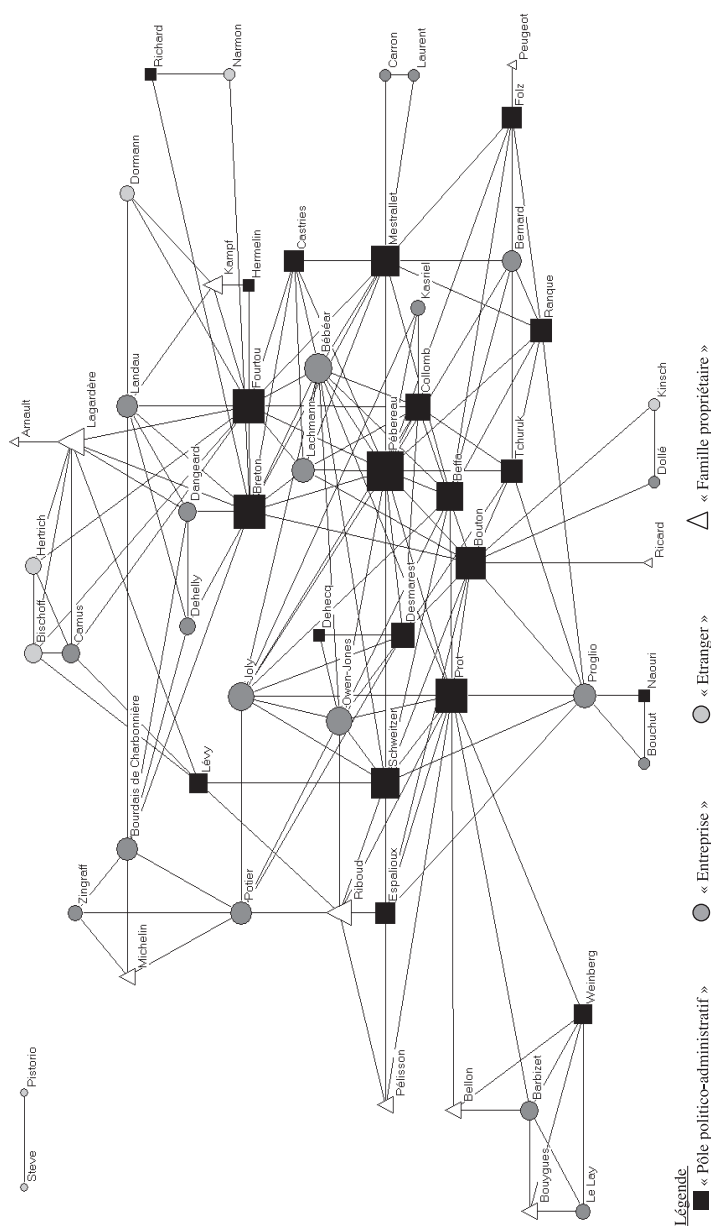 Steve
Pistorio
Zingraff
Michelin
Bourdais de Charbonnière
Bischoff
Hertrich
Camus
Arnault
Lagardère
Landau
Dormann
Richard
Narmon
Dehelly
Dangeard
Lévy
Kampf
Hermelin
Potier
Joly
Breton
Fourtou
Castries
Lachmann
Bébéar
Riboud
Owen-Jones
Dehecq
Espalioux
Schweitzer
Desmarest
Pébereau
Collomb
Kasriel
Mestrallet
Carron
Laurent
Pélisson
Bellon
Prot
Bouton
Beffa
Tchuruk
Bernard
Folz
Peugeot
Ranque
Bouygues
Barbizet
Le Lay
Weinberg
Proglio
Bouchut
Naouri
Ricard
Dollé
Kinsch
Légende
« Pôle politico-administratif »
« Entreprise »
« Etranger »
« Famille propriétaire »